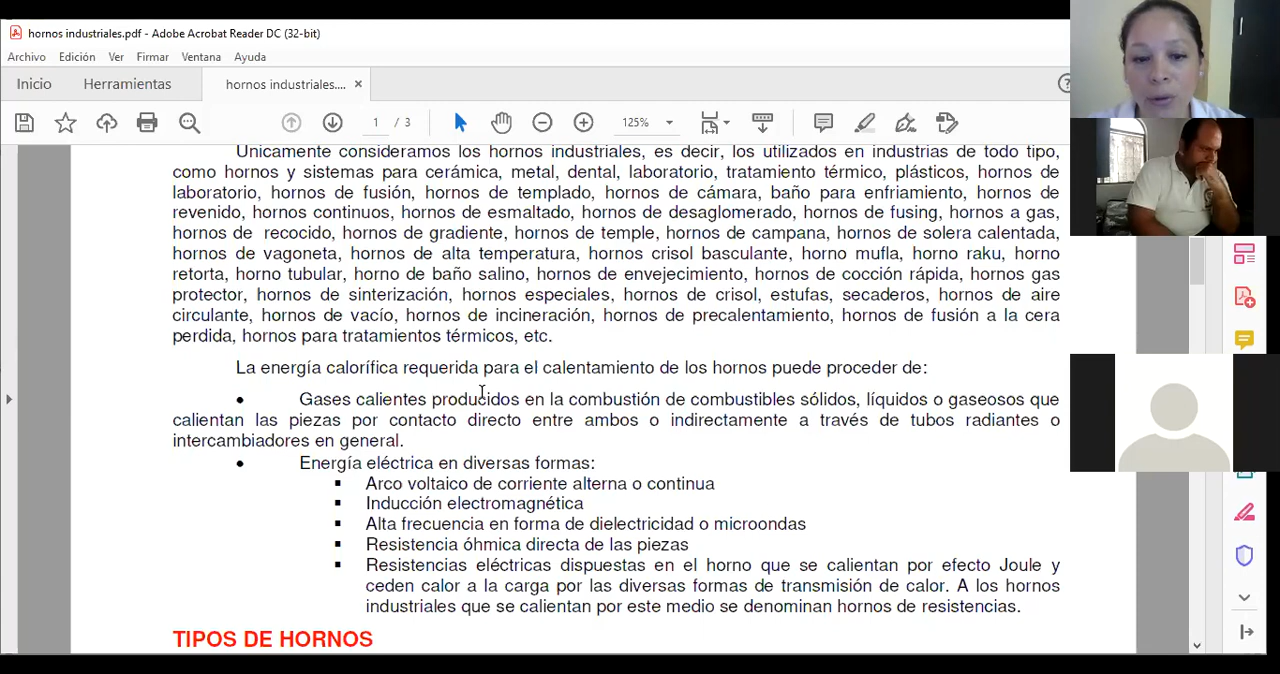 hornos industriales.pdf - Adobe Acrobat Reader DC (32-bit)
Archivo Edición Ver Firmar Ventana Ayuda
Inicio Herramientas hornos industriales.... ×
1 / 3 125%
Unicamente consideramos los hornos industriales, es decir, los utilizados en industrias de todo tipo,
como hornos y sistemas para cerámica, metal, dental, laboratorio, tratamiento térmico, plásticos, hornos de
laboratorio, hornos de fusión, hornos de templado, hornos de cámara, baño para enfriamiento, hornos de
revenido, hornos continuos, hornos de esmaltado, hornos de desaglomerado, hornos de fusing, hornos a gas,
hornos de recocido, hornos de gradiente, hornos de temple, hornos de campana, hornos de solera calentada,
hornos de vagoneta, hornos de alta temperatura, hornos crisol basculante, horno mufla, horno raku, horno
retorta, horno tubular, horno de baño salino, hornos de envejecimiento, hornos de cocción rápida, hornos gas
protector, hornos de sinterización, hornos especiales, hornos de crisol, estufas, secaderos, hornos de aire
circulante, hornos de vacío, hornos de incineración, hornos de precalentamiento, hornos de fusión a la cera
perdida, hornos para tratamientos térmicos, etc.
La energía calorífica requerida para el calentamiento de los hornos puede proceder de:
• Gases calientes producidos en la combustión de combustibles sólidos, líquidos o gaseosos que
calientan las piezas por contacto directo entre ambos o indirectamente a través de tubos radiantes o
intercambiadores en general.
• Energía eléctrica en diversas formas:
▪ Arco voltaico de corriente alterna o continua
▪ Inducción electromagnética
▪ Alta frecuencia en forma de dielectricidad o microondas
▪ Resistencia óhmica directa de las piezas
▪ Resistencias eléctricas dispuestas en el horno que se calientan por efecto Joule y
ceden calor a la carga por las diversas formas de transmisión de calor. A los hornos
industriales que se calientan por este medio se denominan hornos de resistencias.
TIPOS DE HORNOS